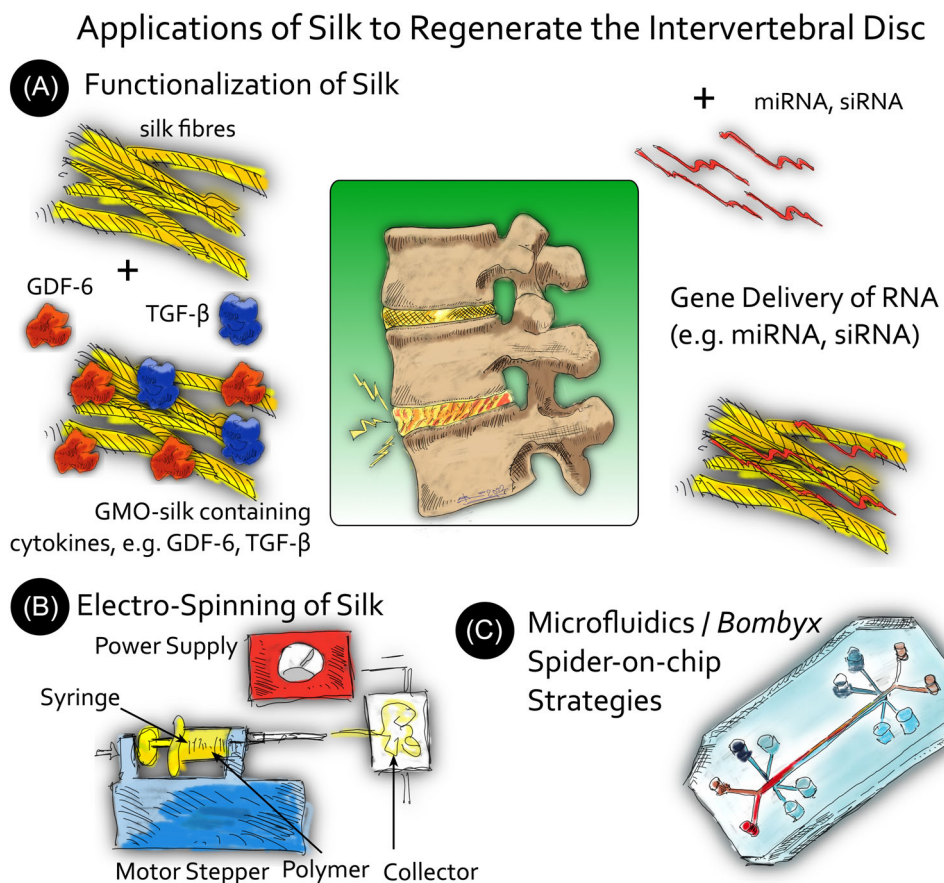 Applications of Silk to Regenerate the Intervertebral Disc
(A) Functionalization of Silk
silk fibres
+ miRNA, siRNA
+
GDF-6
TGF-β
Gene Delivery of RNA
(e.g. miRNA, siRNA)
GMO-silk containing
cytokines, e.g. GDF-6, TGF-β
(B) Electro-Spinning of Silk
Power Supply
Syringe
Motor Stepper
Polymer
Collector
(C) Microfluidics / Bombyx
Spider-on-chip
Strategies